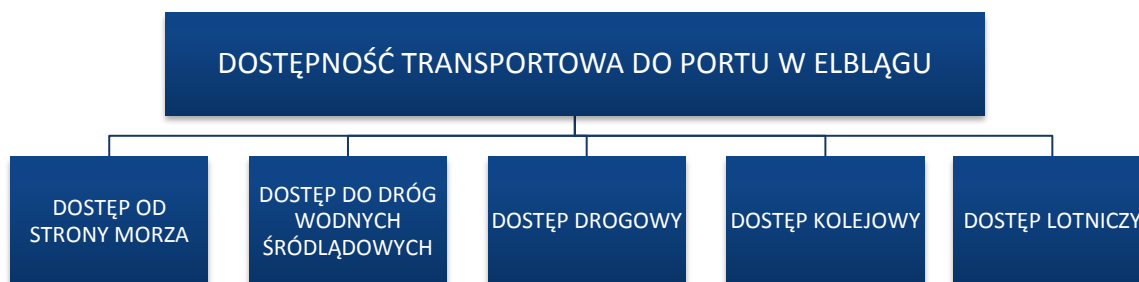 DOSTĘPNOŚĆ TRANSPORTOWA DO PORTU W ELBLĄGU
DOSTĘP OD
STRONY MORZA
DOSTĘP DO DRÓG
WODNYCH
ŚRÓDLĄDOWYCH
DOSTĘP DROGOWY
DOSTĘP KOLEJOWY
DOSTĘP LOTNICZY